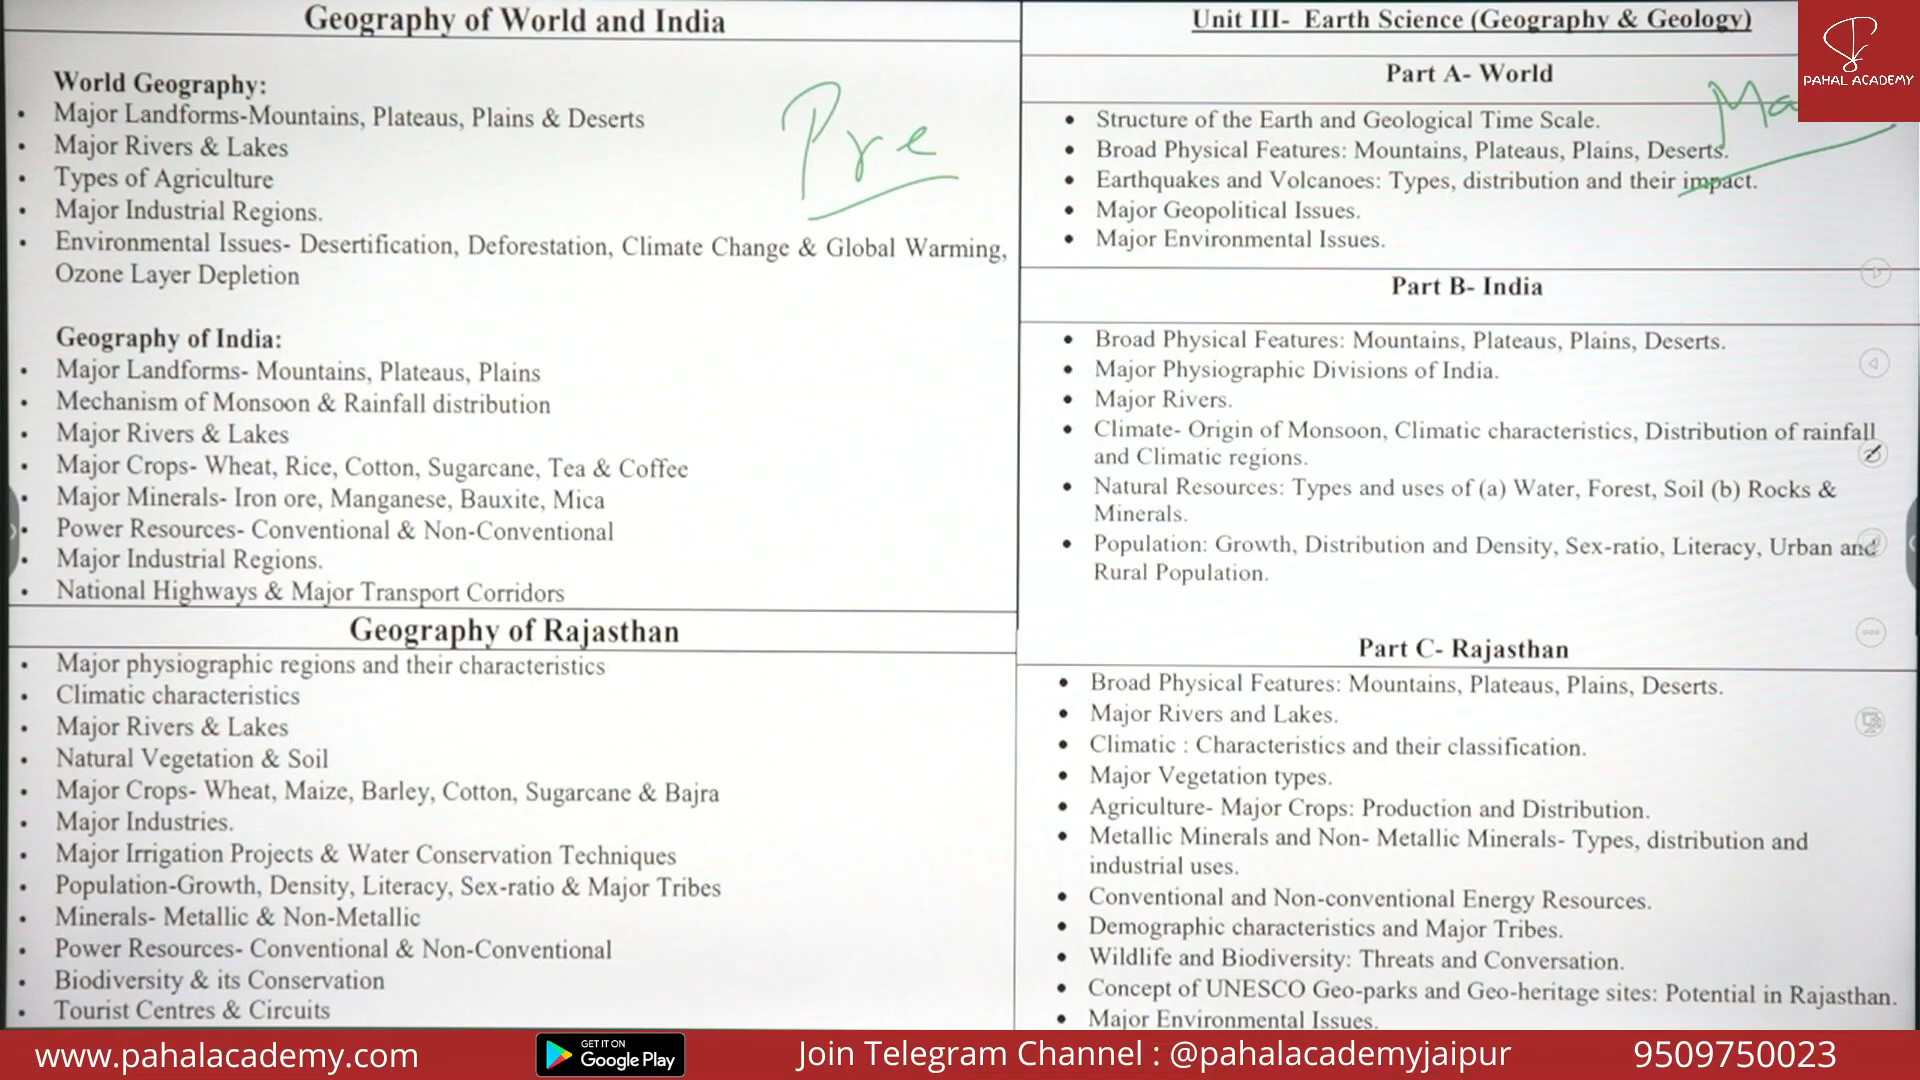 Geography of World and India
World Geography:
• Major Landforms-Mountains, Plateaus, Plains & Deserts
• Major Rivers & Lakes
• Types of Agriculture
• Major Industrial Regions.
• Environmental Issues- Desertification, Deforestation, Climate Change & Global Warming,
Ozone Layer Depletion
Pre
Geography of India:
• Major Landforms- Mountains, Plateaus, Plains
• Mechanism of Monsoon & Rainfall distribution
• Major Rivers & Lakes
• Major Crops- Wheat, Rice, Cotton, Sugarcane, Tea & Coffee
• Major Minerals- Iron ore, Manganese, Bauxite, Mica
• Power Resources- Conventional & Non-Conventional
• Major Industrial Regions.
• National Highways & Major Transport Corridors
Geography of Rajasthan
• Major physiographic regions and their characteristics
• Climatic characteristics
• Major Rivers & Lakes
• Natural Vegetation & Soil
• Major Crops- Wheat, Maize, Barley, Cotton, Sugarcane & Bajra
• Major Industries.
• Major Irrigation Projects & Water Conservation Techniques
• Population-Growth, Density, Literacy, Sex-ratio & Major Tribes
• Minerals- Metallic & Non-Metallic
• Power Resources- Conventional & Non-Conventional
• Biodiversity & its Conservation
• Tourist Centres & Circuits
Unit III- Earth Science (Geography & Geology)
Part A- World
• Structure of the Earth and Geological Time Scale.
• Broad Physical Features: Mountains, Plateaus, Plains, Deserts.
• Earthquakes and Volcanoes: Types, distribution and their impact.
• Major Geopolitical Issues.
• Major Environmental Issues.
Part B- India
• Broad Physical Features: Mountains, Plateaus, Plains, Deserts.
• Major Physiographic Divisions of India.
• Major Rivers.
• Climate- Origin of Monsoon, Climatic characteristics, Distribution of rainfall
and Climatic regions.
• Natural Resources: Types and uses of (a) Water, Forest, Soil (b) Rocks &
Minerals.
• Population: Growth, Distribution and Density, Sex-ratio, Literacy, Urban and
Rural Population.
Part C- Rajasthan
• Broad Physical Features: Mountains, Plateaus, Plains, Deserts.
• Major Rivers and Lakes.
• Climatic : Characteristics and their classification.
• Major Vegetation types.
• Agriculture- Major Crops: Production and Distribution.
• Metallic Minerals and Non- Metallic Minerals- Types, distribution and
industrial uses.
• Conventional and Non-conventional Energy Resources.
• Demographic characteristics and Major Tribes.
• Wildlife and Biodiversity: Threats and Conversation.
• Concept of UNESCO Geo-parks and Geo-heritage sites: Potential in Rajasthan.
• Major Environmental Issues.
PAHAL ACADEMY
www.pahalacademy.com
GET IT ON
Google Play
Join Telegram Channel : @pahalacademyjaipur
9509750023